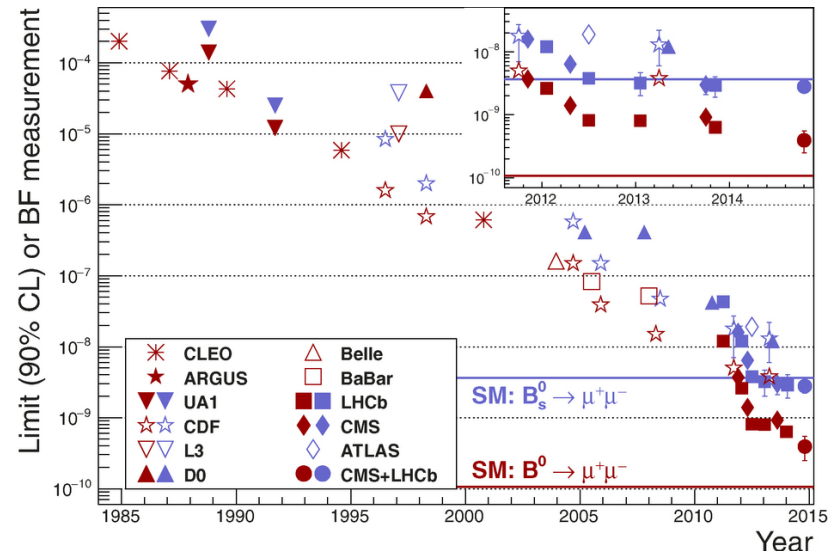 Limit (90% CL) or BF measurement
10⁻⁴
10⁻⁵
10⁻⁶
10⁻⁷
10⁻⁸
10⁻⁹
10⁻¹⁰
10⁻⁸
10⁻⁹
10⁻¹⁰
2012 2013 2014
CLEO Belle
ARGUS BaBar
UA1 LHCb
CDF CMS
L3 ATLAS
D0 CMS+LHCb
SM: B⁰ₛ → μ⁺μ⁻
SM: B⁰ → μ⁺μ⁻
1985 1990 1995 2000 2005 2010 2015
Year